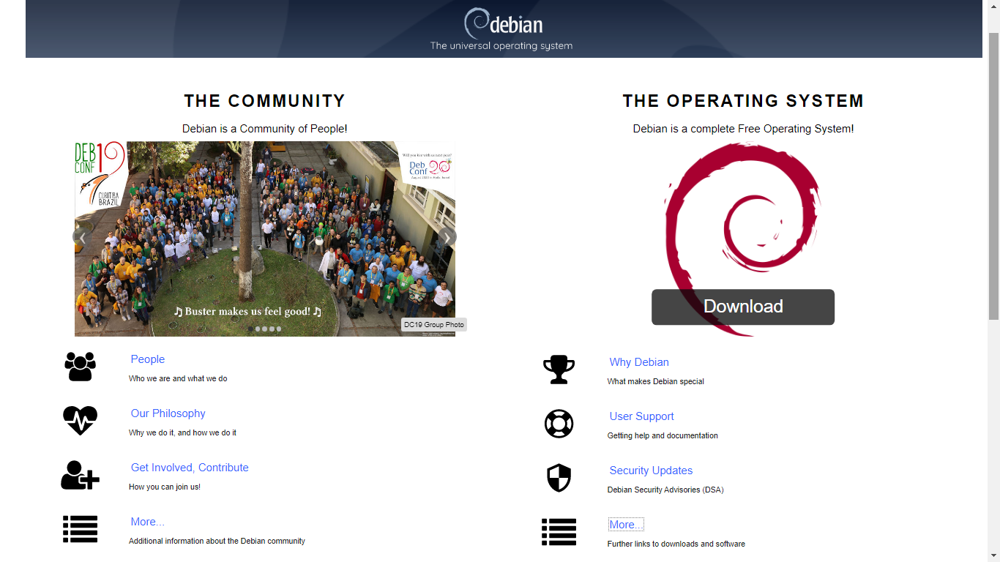 debian
The universal operating system
THE COMMUNITY
Debian is a Community of People!
DEB
CONF 19
CURITIBA
BRAZIL
Will you kite with us next year?
Deb
Conf 20
♫ Buster makes us feel good! ♫
DC19 Group Photo
People
Who we are and what we do
Our Philosophy
Why we do it, and how we do it
Get Involved, Contribute
How you can join us!
More...
Additional information about the Debian community
THE OPERATING SYSTEM
Debian is a complete Free Operating System!
Download
Why Debian
What makes Debian special
User Support
Getting help and documentation
Security Updates
Debian Security Advisories (DSA)
More...
Further links to downloads and software